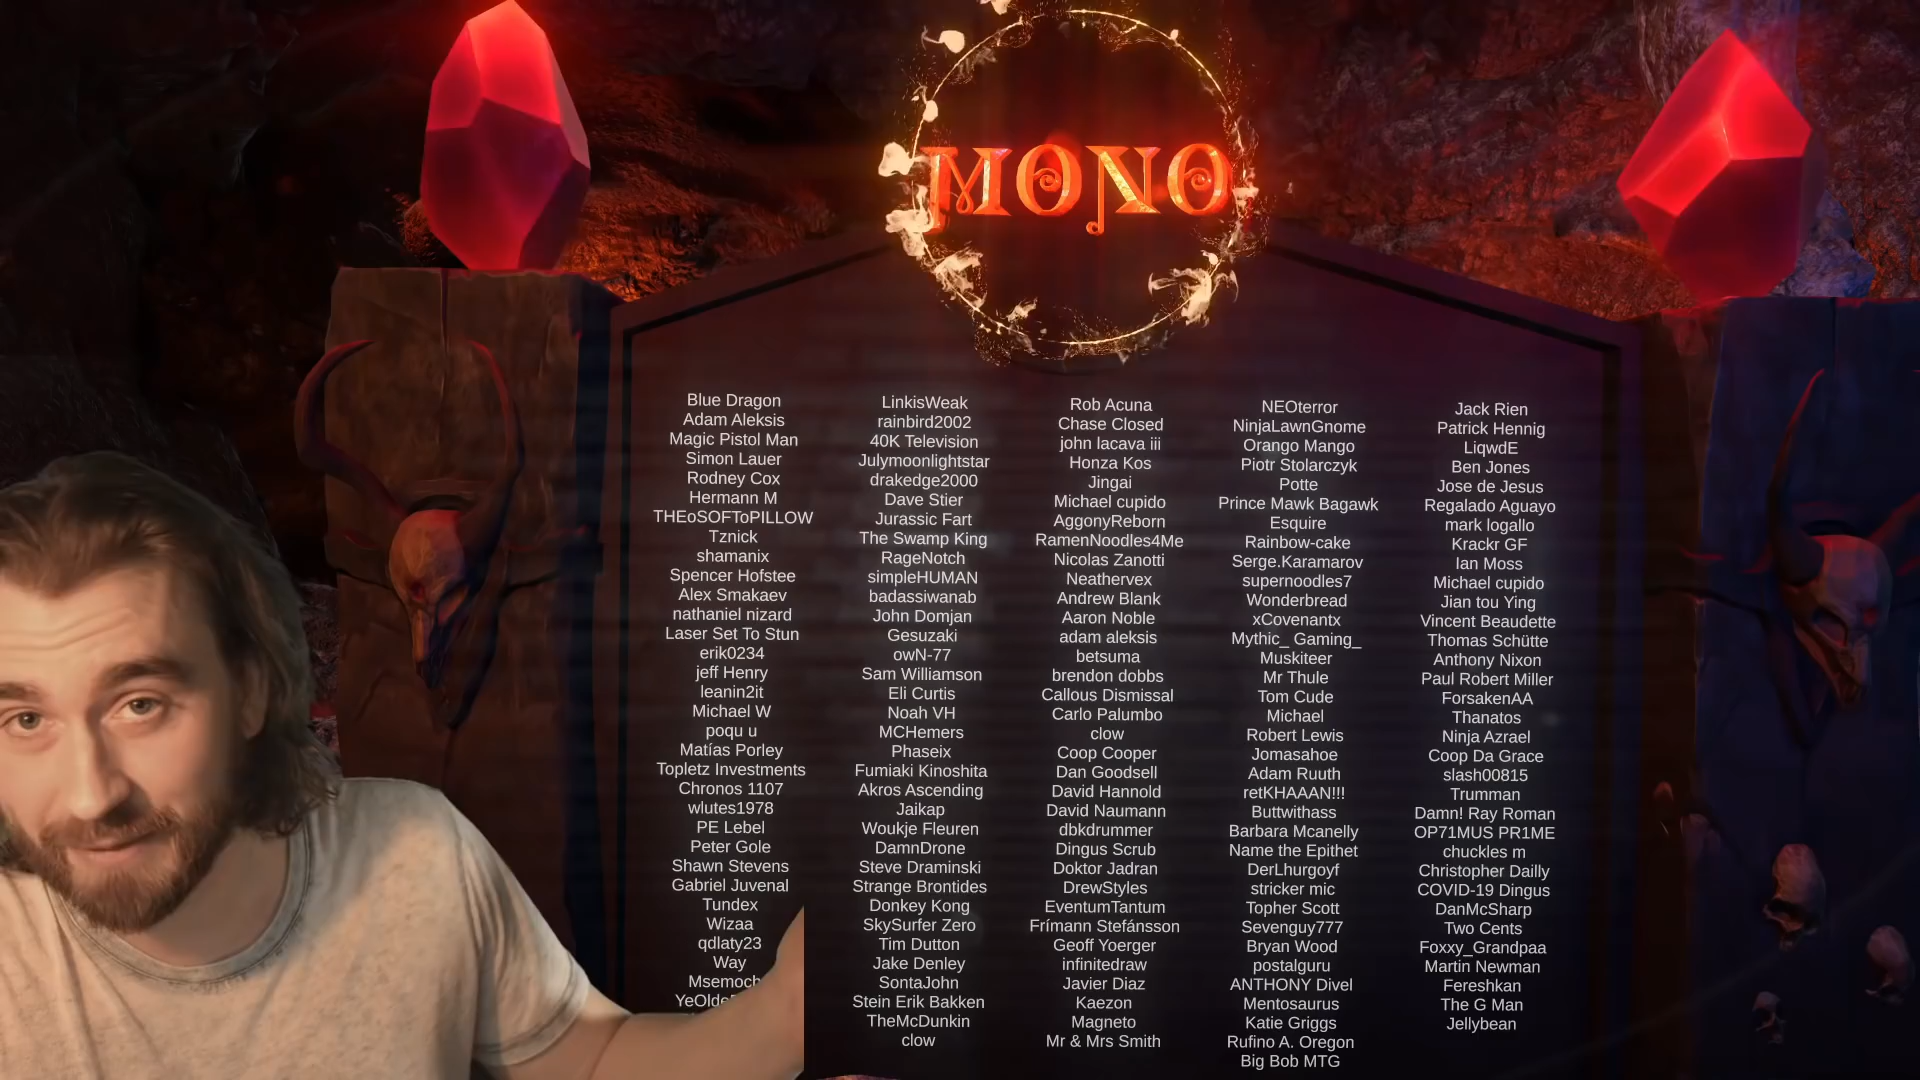 MONO
Blue Dragon
Adam Aleksis
Magic Pistol Man
Simon Lauer
Rodney Cox
Hermann M
THEoSOFToPILLOW
Tznick
shamanix
Spencer Hofstee
Alex Smakaev
nathaniel nizard
Laser Set To Stun
erik0234
jeff Henry
leanin2it
Michael W
poqu u
Matías Porley
Topletz Investments
Chronos 1107
wlutes1978
PE Lebel
Peter Gole
Shawn Stevens
Gabriel Juvenal
Tundex
Wizaa
qdlaty23
Way
LinkisWeak
rainbird2002
40K Television
Julymoonlightstar
drakedge2000
Dave Stier
Jurassic Fart
The Swamp King
RageNotch
simpleHUMAN
badassiwanab
John Domjan
Gesuzaki
owN-77
Sam Williamson
Eli Curtis
Noah VH
MCHemers
Phaseix
Fumiaki Kinoshita
Akros Ascending
Jaikap
Woukje Fleuren
DamnDrone
Steve Draminski
Strange Brontides
Donkey Kong
SkySurfer Zero
Tim Dutton
Jake Denley
SontaJohn
Stein Erik Bakken
TheMcDunkin
clow
Rob Acuna
Chase Closed
john lacava iii
Honza Kos
Jingai
Michael cupido
AggonyReborn
RamenNoodles4Me
Nicolas Zanotti
Neathervex
Andrew Blank
Aaron Noble
adam aleksis
betsuma
brendon dobbs
Callous Dismissal
Carlo Palumbo
clow
Coop Cooper
Dan Goodsell
David Hannold
David Naumann
dbkdrummer
Dingus Scrub
Doktor Jadran
DrewStyles
EventumTantum
Frímann Stefánsson
Geoff Yoerger
infinitedraw
Javier Diaz
Kaezon
Magneto
Mr & Mrs Smith
NEOterror
NinjaLawnGnome
Orango Mango
Piotr Stolarczyk
Potte
Prince Mawk Bagawk
Esquire
Rainbow-cake
Serge.Karamarov
supernoodles7
Wonderbread
xCovenantx
Mythic_ Gaming_
Muskiteer
Mr Thule
Tom Cude
Michael
Robert Lewis
Jomasahoe
Adam Ruuth
retKHAAAN!!!
Buttwithass
Barbara Mcanelly
Name the Epithet
DerLhurgoyf
stricker mic
Topher Scott
Sevenguy777
Bryan Wood
postalguru
ANTHONY Divel
Mentosaurus
Katie Griggs
Rufino A. Oregon
Big Bob MTG
Jack Rien
Patrick Hennig
LiqwdE
Ben Jones
Jose de Jesus
Regalado Aguayo
mark logallo
Krackr GF
Ian Moss
Michael cupido
Jian tou Ying
Vincent Beaudette
Thomas Schütte
Anthony Nixon
Paul Robert Miller
ForsakenAA
Thanatos
Ninja Azrael
Coop Da Grace
slash00815
Trumman
Damn! Ray Roman
OP71MUS PR1ME
chuckles m
Christopher Dailly
COVID-19 Dingus
DanMcSharp
Two Cents
Foxxy_Grandpaa
Martin Newman
Fereshkan
The G Man
Jellybean